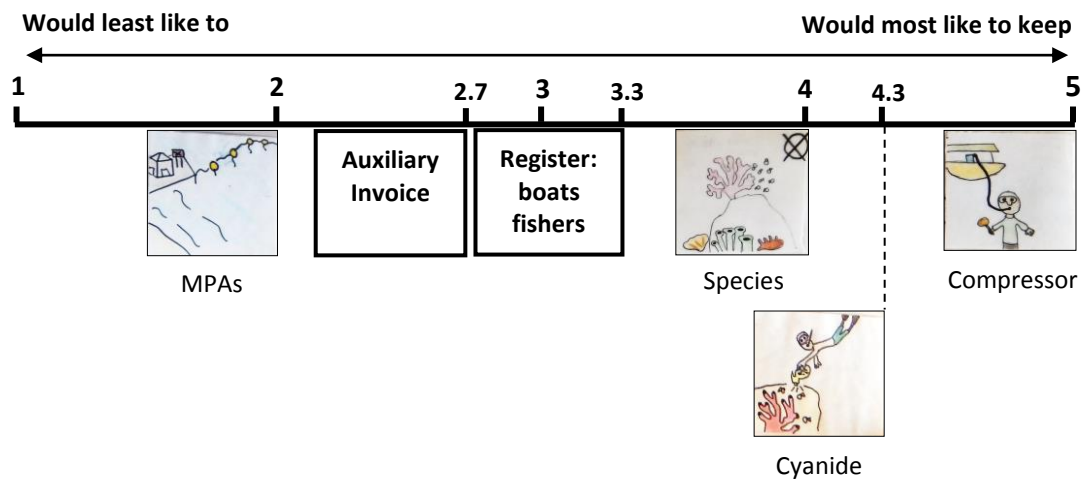 Would least like to
Would most like to keep
1
2
2.7
3
3.3
4
4.3
5
Auxiliary
Invoice
Register:
boats
fishers
MPAs
Species
Compressor
Cyanide